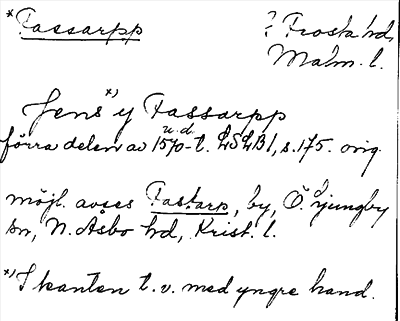 *Fassarpp
? Frosta hd,
Malm. l.
Jens *) y Fassarpp
u. d.
förra delen av 1570-t. LSLB1, s. 175. orig.
möjl. avses Fastarp, by, Ö. Ljungby
sn, N. Åsbo hd, Krist. l.
*) I kanten t. v. med yngre hand.